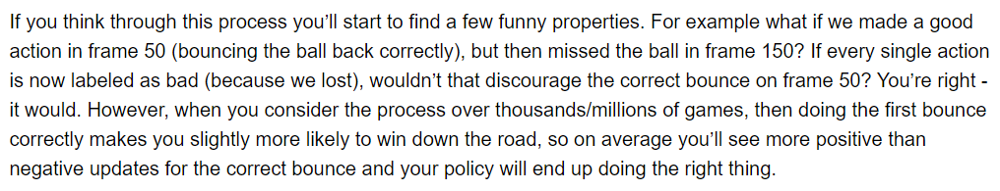 If you think through this process you’ll start to find a few funny properties. For example what if we made a good
action in frame 50 (bouncing the ball back correctly), but then missed the ball in frame 150? If every single action
is now labeled as bad (because we lost), wouldn’t that discourage the correct bounce on frame 50? You’re right -
it would. However, when you consider the process over thousands/millions of games, then doing the first bounce
correctly makes you slightly more likely to win down the road, so on average you’ll see more positive than
negative updates for the correct bounce and your policy will end up doing the right thing.